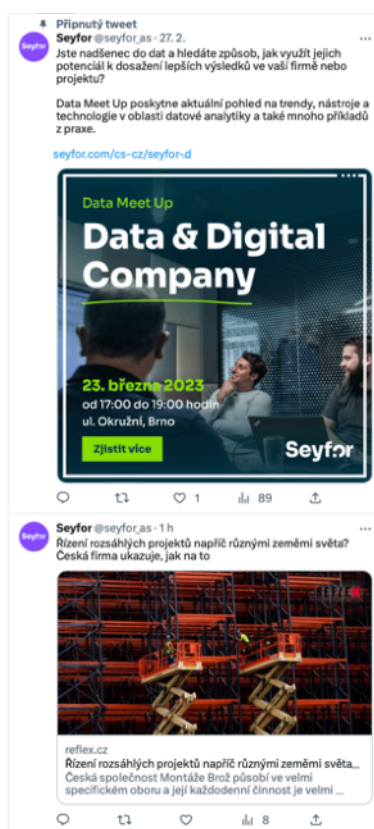 Připnutý tweet
Seyfor @seyfor_as · 27. 2.
Seyfor
Jste nadšenec do dat a hledáte způsob, jak využít jejich
potenciál k dosažení lepších výsledků ve vaší firmě nebo
projektu?
Data Meet Up poskytne aktuální pohled na trendy, nástroje a
technologie v oblasti datové analytiky a také mnoho příkladů
z praxe.
seyfor.com/cs-cz/seyfor-.d
Data Meet Up
Data & Digital
Company
23. března 2023
od 17:00 do 19:00 hodin
ul. Okružní, Brno
Zjistit více
Seyfor
1
89
Seyfor @seyfor_as · 1 h
Seyfor
Řízení rozsáhlých projektů napříč různými zeměmi světa?
Česká firma ukazuje, jak na to
reflex.cz
Řízení rozsáhlých projektů napříč různými zeměmi světa...
Česká společnost Montáže Brož působí ve velmi
specifickém oboru a její každodenní činnost je velmi ...
8